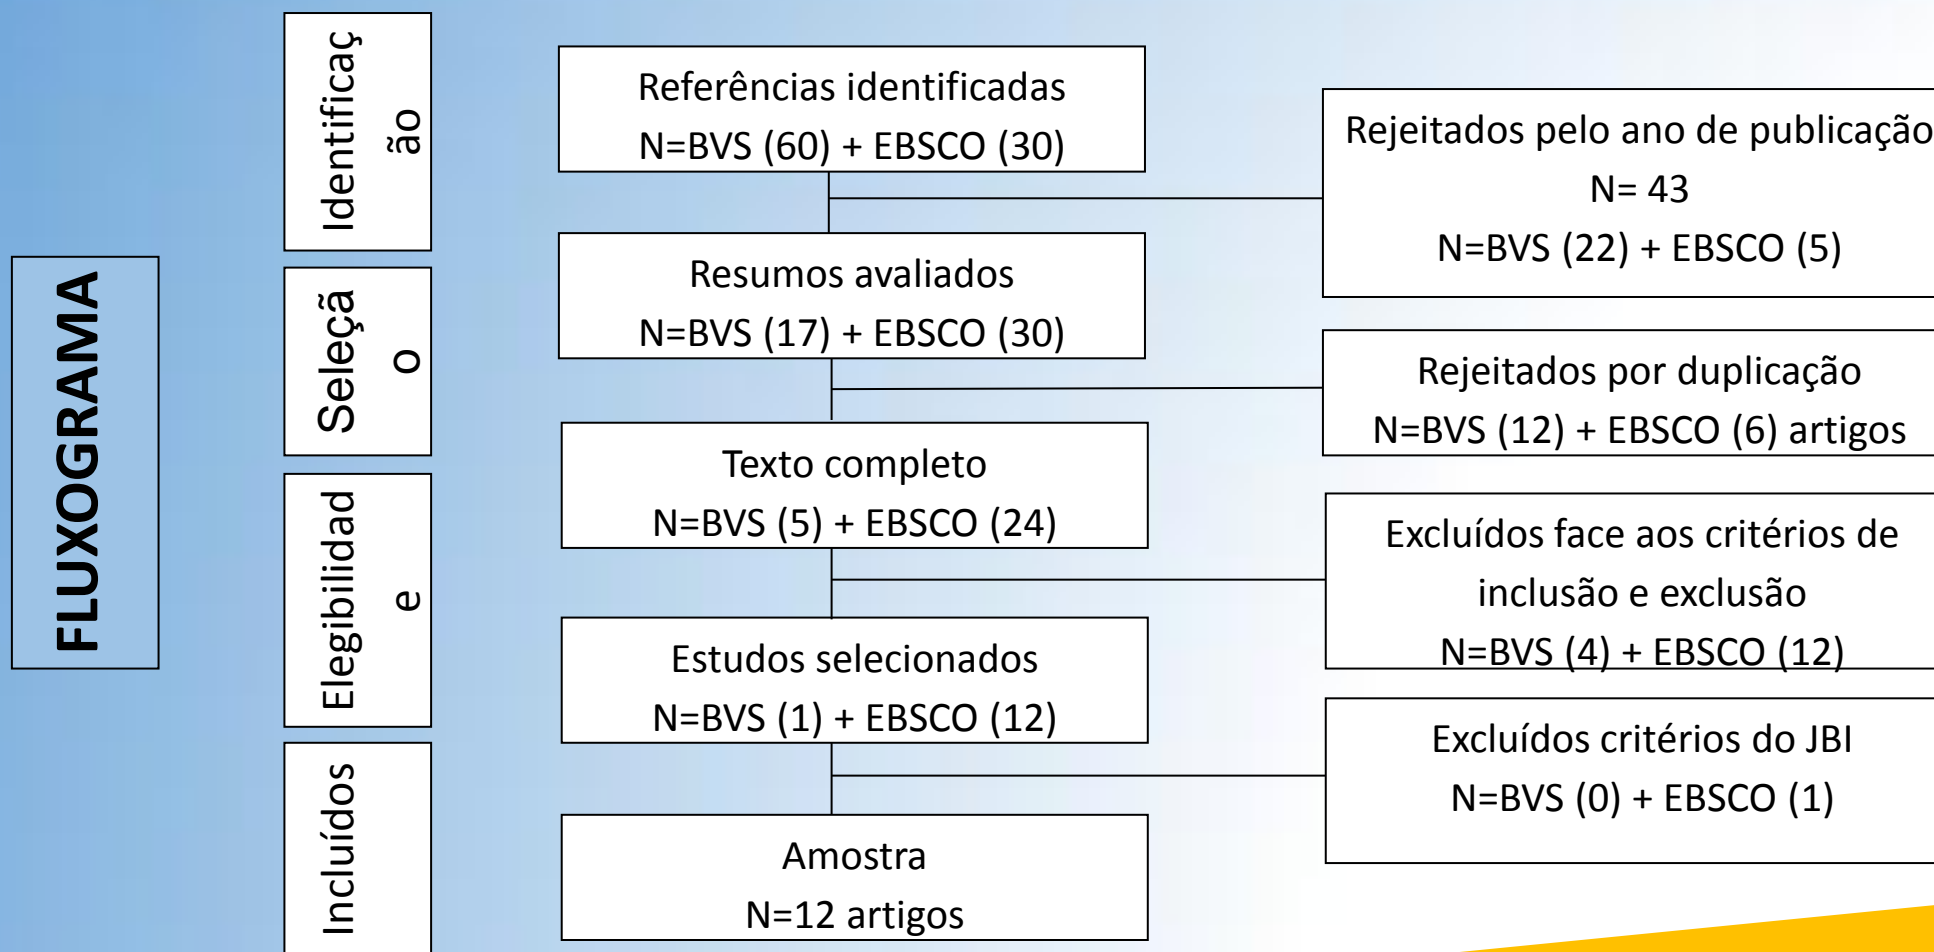 FLUXOGRAMA
Identificaç
ão
Seleçã
o
Elegibilidad
e
Incluídos
Referências identificadas
N=BVS (60) + EBSCO (30)
Rejeitados pelo ano de publicação
N= 43
N=BVS (22) + EBSCO (5)
Resumos avaliados
N=BVS (17) + EBSCO (30)
Rejeitados por duplicação
N=BVS (12) + EBSCO (6) artigos
Texto completo
N=BVS (5) + EBSCO (24)
Excluídos face aos critérios de
inclusão e exclusão
N=BVS (4) + EBSCO (12)
Estudos selecionados
N=BVS (1) + EBSCO (12)
Excluídos critérios do JBI
N=BVS (0) + EBSCO (1)
Amostra
N=12 artigos